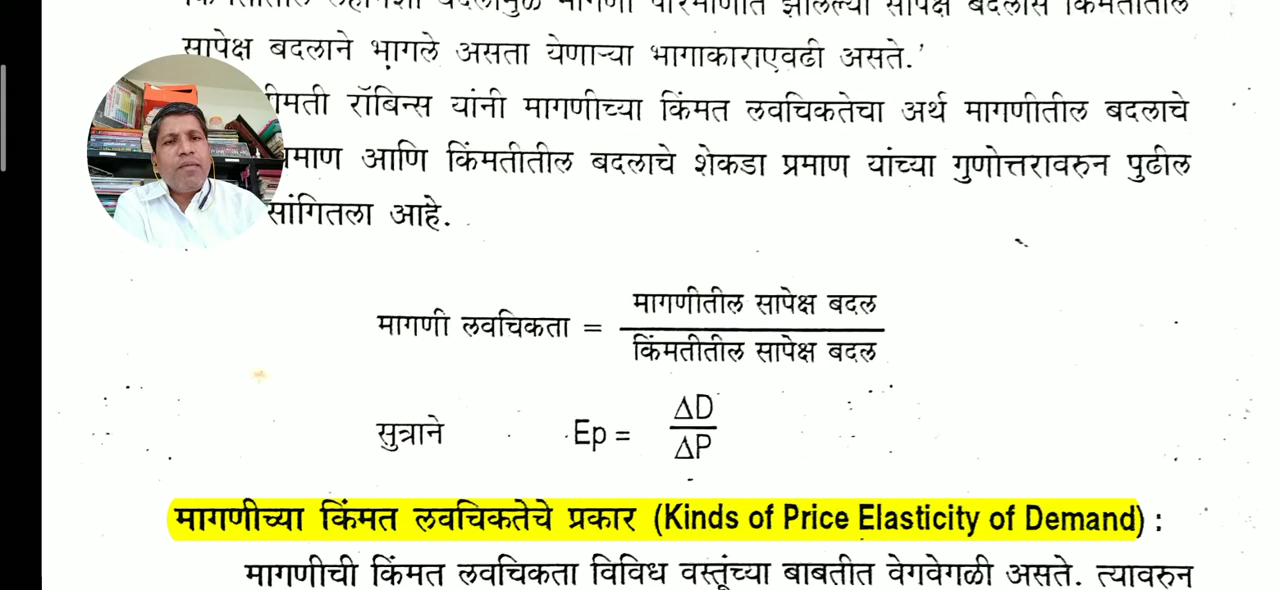 सापेक्ष बदलाने भागले असता येणाऱ्या भागाकाराएवढी असते.'
रॉबिन्स यांनी मागणीच्या किंमत लवचिकतेचा अर्थ मागणीतील बदलाचे
आणि किंमतीतील बदलाचे शेकडा प्रमाण यांच्या गुणोत्तरावरुन पुढील
सांगितला आहे.
मागणी लवचिकता = मागणीतील सापेक्ष बदल
किंमतीतील सापेक्ष बदल
सुत्राने Ep = ΔD
ΔP
मागणीच्या किंमत लवचिकतेचे प्रकार (Kinds of Price Elasticity of Demand) :
मागणीची किंमत लवचिकता विविध वस्तूंच्या बाबतीत वेगवेगळी असते. त्यावरुन